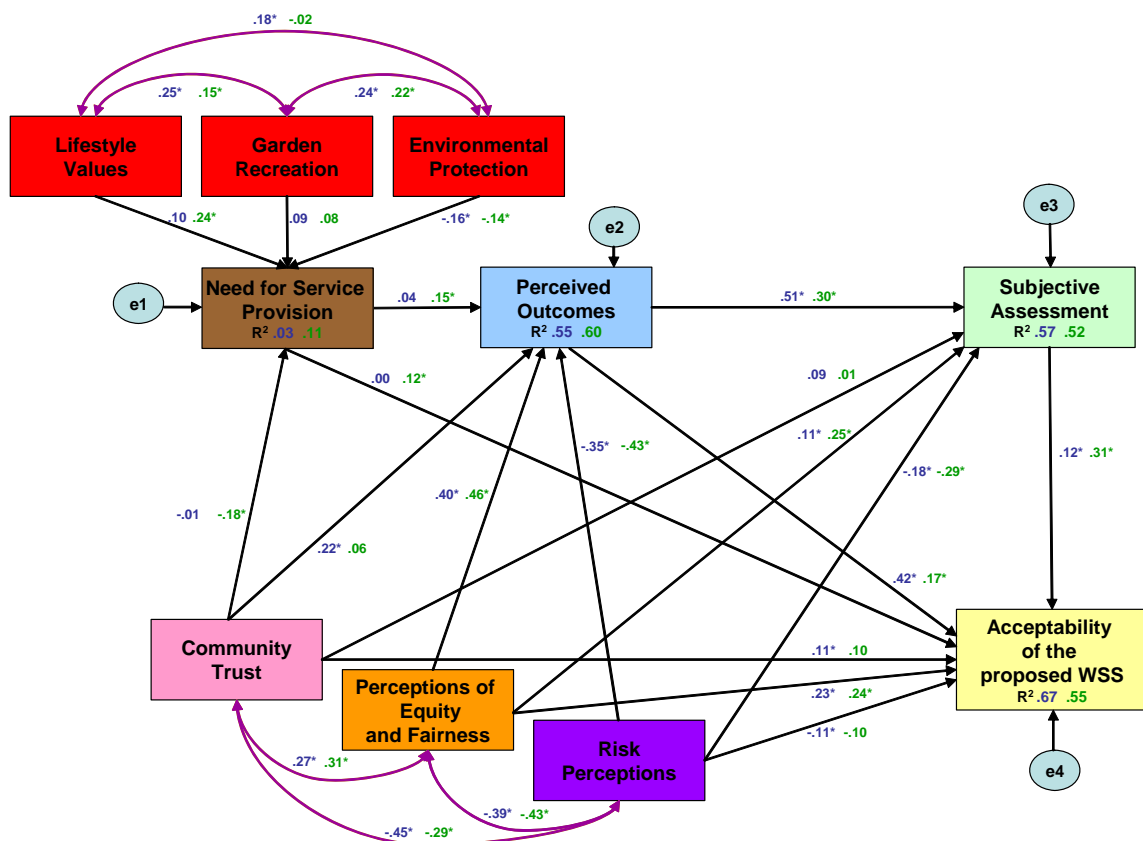 .18* -.02
.25* .15*
.24* .22*
Lifestyle
Values
Garden
Recreation
Environmental
Protection
.10 .24*
.09 .08
-.16* -.14*
e1
e2
e3
Need for Service
Provision
R² .03 .11
.04 .15*
Perceived
Outcomes
R² .55 .60
.51* .30*
Subjective
Assessment
R² .57 .52
.00 .12*
.09 .01
.11* .25*
-.35* -.43*
.12* .31*
-.18* -.29*
.40* .46*
-.01 -.18*
.22* .06
.42* .17*
Community
Trust
.11* .10
Acceptability
of the
proposed WSS
R² .67 .55
Perceptions of
Equity
and Fairness
.23* .24*
Risk
Perceptions
-.11* -.10
.27* .31*
e4
-.39* -.43*
-.45* -.29*